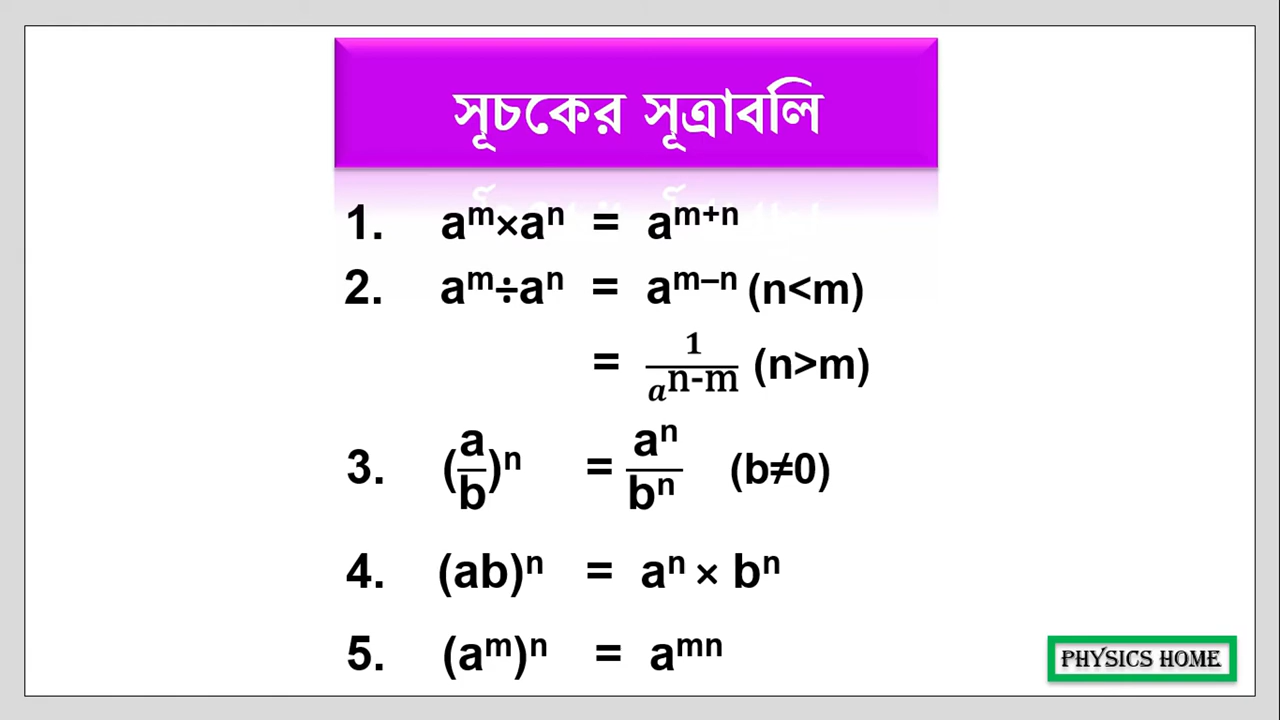 সূচকের সূত্রাবলি
1. aᵐ×aⁿ = aᵐ⁺ⁿ
2. aᵐ÷aⁿ = aᵐ⁻ⁿ (n<m)
= 1/aⁿ⁻ᵐ (n>m)
3. (a/b)ⁿ = aⁿ/bⁿ (b≠0)
4. (ab)ⁿ = aⁿ × bⁿ
5. (aᵐ)ⁿ = aᵐⁿ
PHYSICS HOME